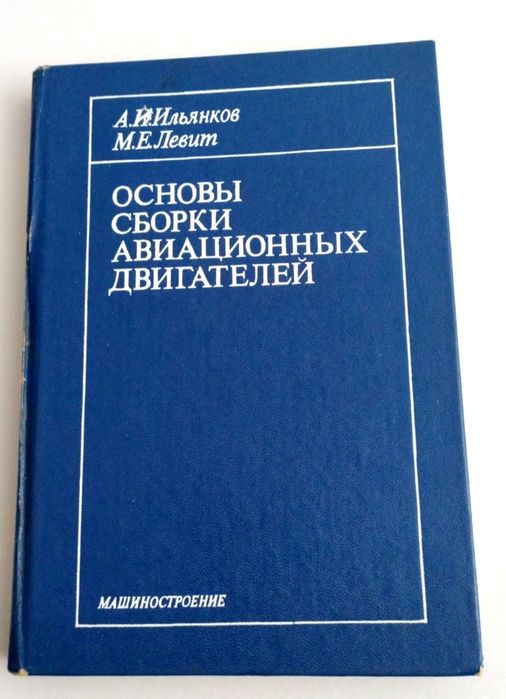 А.И.Ильянков
М.Е.Левит
ОСНОВЫ
СБОРКИ
АВИАЦИОННЫХ
ДВИГАТЕЛЕЙ
МАШИНОСТРОЕНИЕ